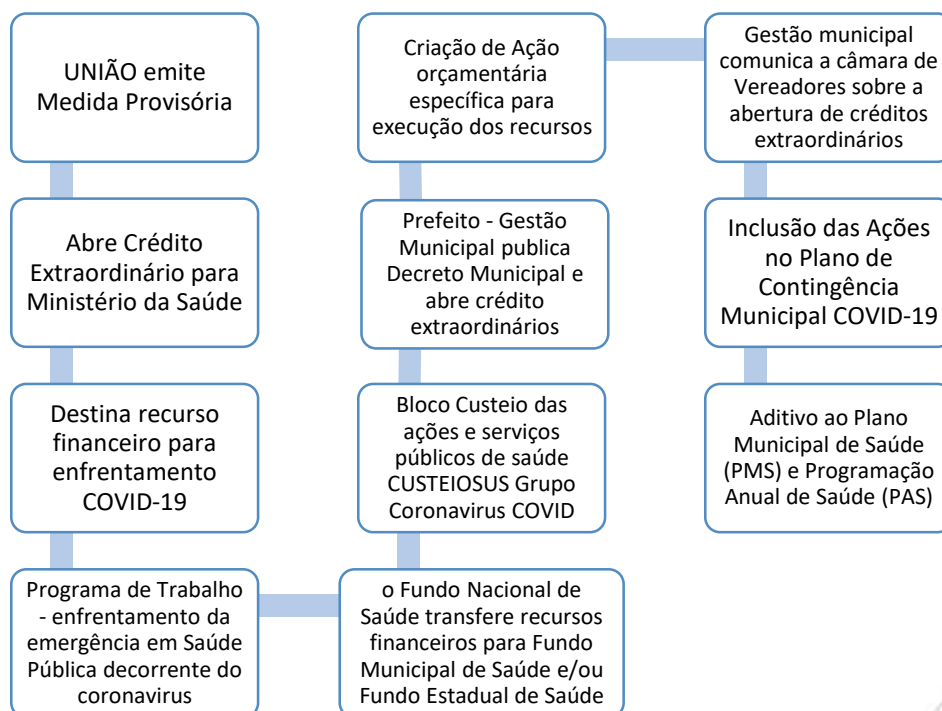 UNIÃO emite
Medida Provisória
Abre Crédito
Extraordinário para
Ministério da Saúde
Destina recurso
financeiro para
enfrentamento
COVID-19
Programa de Trabalho
- enfrentamento da
emergência em Saúde
Pública decorrente do
coronavirus
o Fundo Nacional de
Saúde transfere recursos
financeiros para Fundo
Municipal de Saúde e/ou
Fundo Estadual de Saúde
Bloco Custeio das
ações e serviços
públicos de saúde
CUSTEIOSUS Grupo
Coronavirus COVID
Prefeito - Gestão
Municipal publica
Decreto Municipal e
abre crédito
extraordinários
Criação de Ação
orçamentária
específica para
execução dos recursos
Gestão municipal
comunica a câmara de
Vereadores sobre a
abertura de créditos
extraordinários
Inclusão das Ações
no Plano de
Contingência
Municipal COVID-19
Aditivo ao Plano
Municipal de Saúde
(PMS) e Programação
Anual de Saúde (PAS)